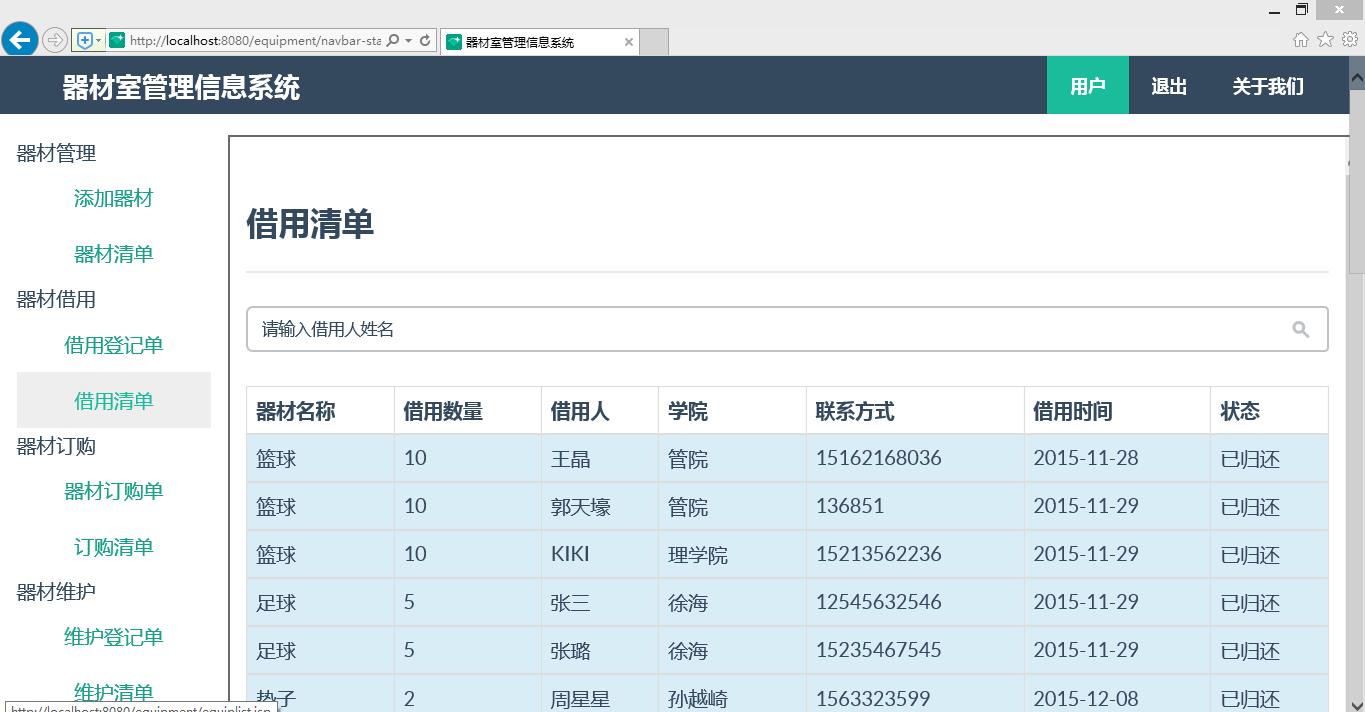 http://localhost:8080/equipment/navbar-sta
器材室管理信息系统
器材室管理信息系统
用户 退出 关于我们
器材管理
添加器材
器材清单
器材借用
借用登记单
借用清单
器材订购
器材订购单
订购清单
器材维护
维护登记单
维护清单
借用清单
请输入借用人姓名
器材名称 借用数量 借用人 学院 联系方式 借用时间 状态
篮球 10 王晶 管院 15162168036 2015-11-28 已归还
篮球 10 郭天壕 管院 136851 2015-11-29 已归还
篮球 10 KIKI 理学院 15213562236 2015-11-29 已归还
足球 5 张三 徐海 12545632546 2015-11-29 已归还
足球 5 张璐 徐海 15235467545 2015-11-29 已归还
垫子 2 周星星 孙越崎 1563323599 2015-12-08 已归还
http://localhost:8080/equipment/equiplist.jsp